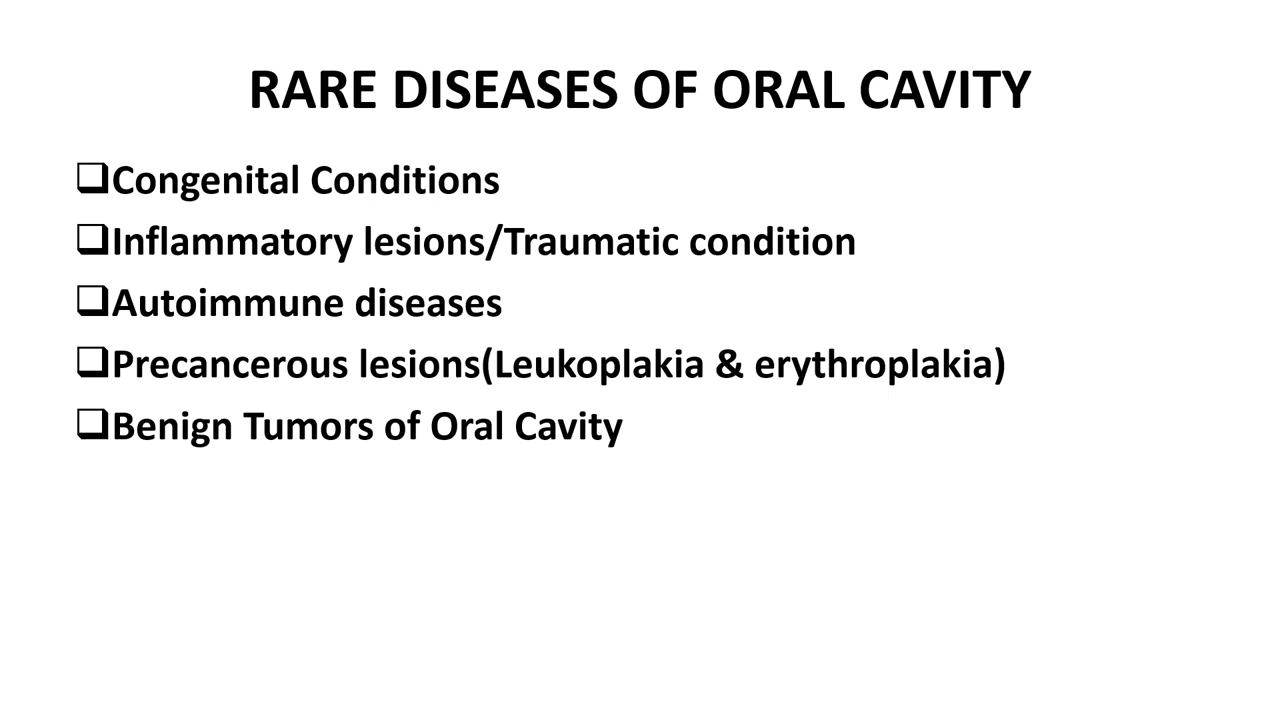 RARE DISEASES OF ORAL CAVITY
❑Congenital Conditions
❑Inflammatory lesions/Traumatic condition
❑Autoimmune diseases
❑Precancerous lesions(Leukoplakia & erythroplakia)
❑Benign Tumors of Oral Cavity